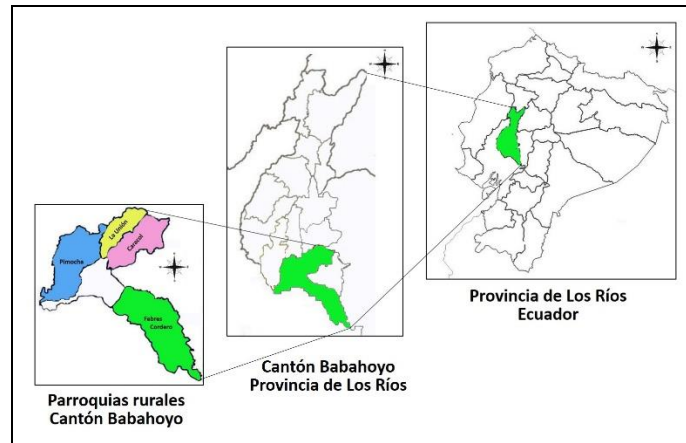 Pimocha
La Unión
Caracol
Febres
Cordero
Parroquias rurales
Cantón Babahoyo
Cantón Babahoyo
Provincia de Los Ríos
Provincia de Los Ríos
Ecuador